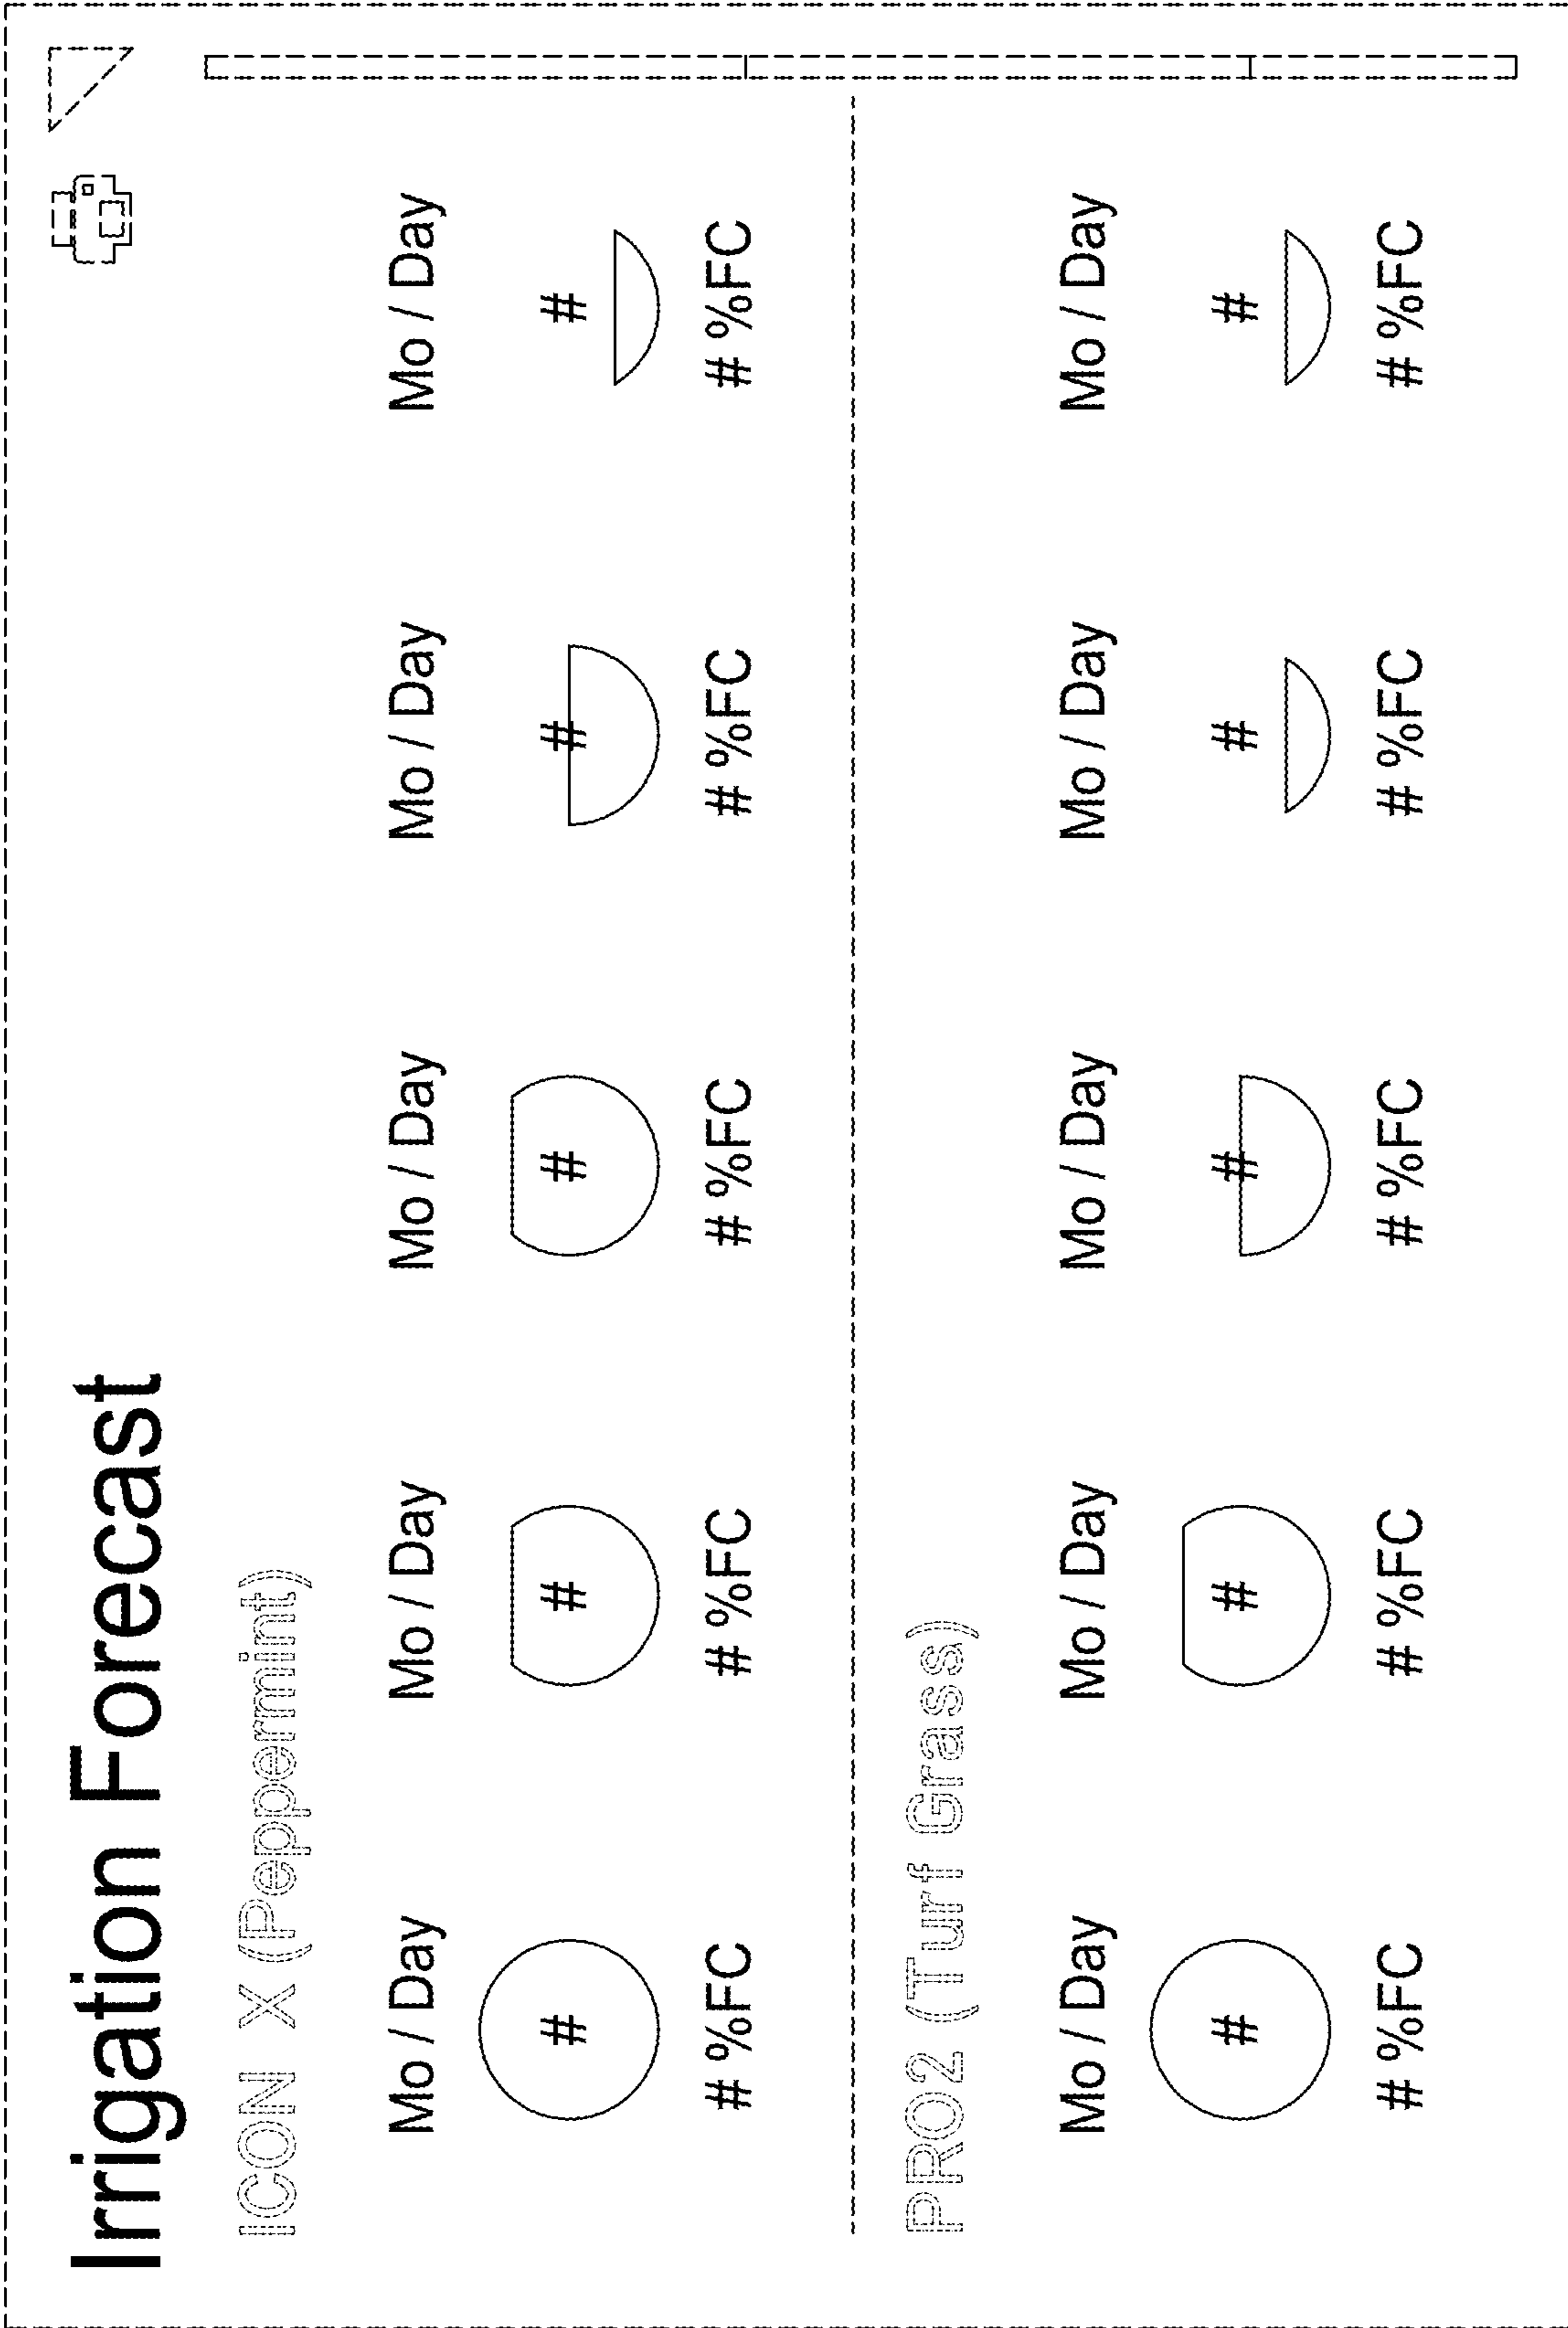 Irrigation Forecast
ICON X (Peppermint)
Mo / Day Mo / Day Mo / Day Mo / Day Mo / Day
# # # # #
# %FC # %FC # %FC # %FC # %FC
PRO2 (Turf Grass)
Mo / Day Mo / Day Mo / Day Mo / Day Mo / Day
# # # # #
# %FC # %FC # %FC # %FC # %FC